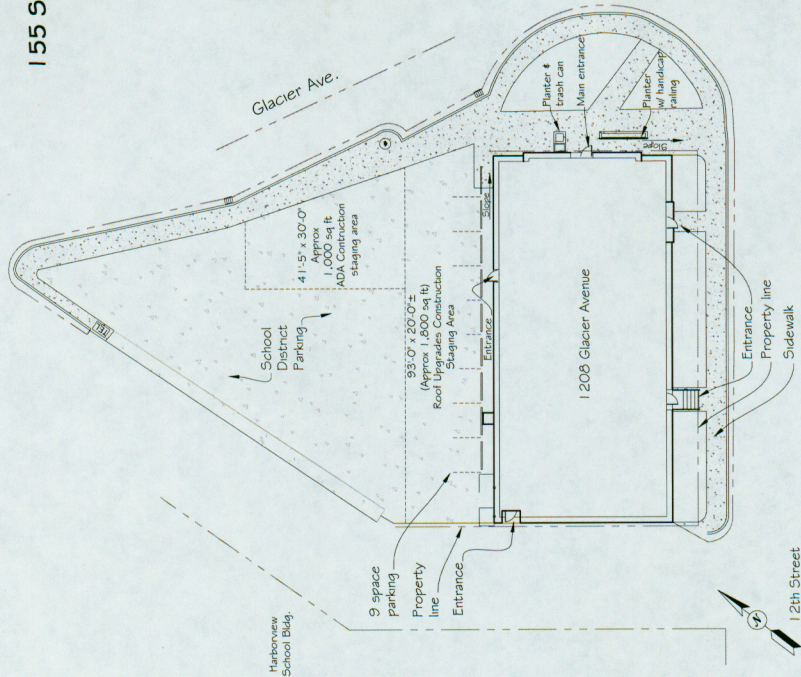 155 S
Glacier Ave.
Planter &
trash can
Main entrance
Planter
w/ handicap
railing
Slope
Slope
41'-5" x 30'-0"
Approx
1,000 sq ft
ADA Contruction
staging area
School
District
Parking
TEL
93'-0" x 20'-0"±
(Approx 1,800 sq ft)
Roof Upgrades Construction
Staging Area
Entrance
1208 Glacier Avenue
9 space
parking
Property
line
Entrance
Entrance
Property line
Sidewalk
Harborview
School Bldg.
N
12th Street